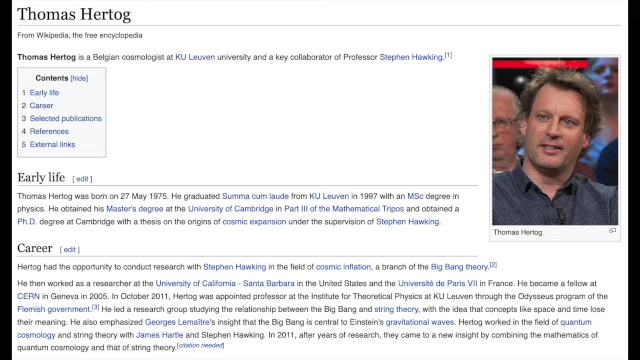 Thomas Hertog
From Wikipedia, the free encyclopedia
Thomas Hertog is a Belgian cosmologist at KU Leuven university and a key collaborator of Professor Stephen Hawking.[1]
Contents [hide]
1 Early life
2 Career
3 Selected publications
4 References
5 External links
Thomas Hertog
Early life [ edit ]
Thomas Hertog was born on 27 May 1975. He graduated Summa cum laude from KU Leuven in 1997 with an MSc degree in
physics. He obtained his Master's degree at the University of Cambridge in Part III of the Mathematical Tripos and obtained a
Ph.D. degree at Cambridge with a thesis on the origins of cosmic expansion under the supervision of Stephen Hawking.
Career [ edit ]
Hertog had the opportunity to conduct research with Stephen Hawking in the field of cosmic inflation, a branch of the Big Bang theory.[2]
He then worked as a researcher at the University of California - Santa Barbara in the United States and the Université de Paris VII in France. He became a fellow at
CERN in Geneva in 2005. In October 2011, Hertog was appointed professor at the Institute for Theoretical Physics at KU Leuven through the Odysseus program of the
Flemish government.[3] He led a research group studying the relationship between the Big Bang and string theory, with the idea that concepts like space and time lose
their meaning. He also emphasized Georges Lemaître's insight that the Big Bang is central to Einstein's gravitational waves. Hertog worked in the field of quantum
cosmology and string theory with James Hartle and Stephen Hawking. In 2011, after years of research, they came to a new insight by combining the mathematics of
quantum cosmology and that of string theory.[citation needed]